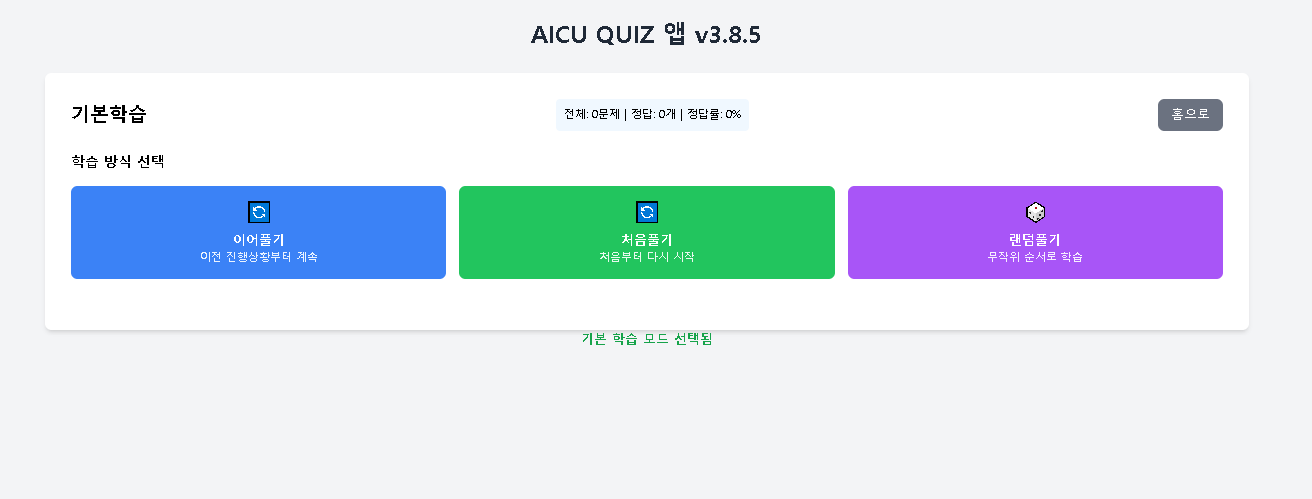 AICU QUIZ 앱 v3.8.5
기본학습
전체: 0문제 | 정답: 0개 | 정답률: 0%
홈으로
학습 방식 선택
이어풀기
이전 진행상황부터 계속
처음풀기
처음부터 다시 시작
랜덤풀기
무작위 순서로 학습
기본 학습 모드 선택됨